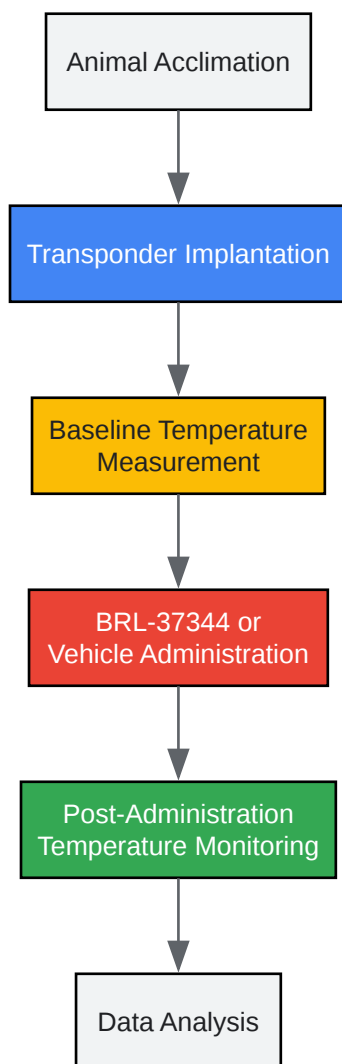 Animal Acclimation
Transponder Implantation
Baseline Temperature
Measurement
BRL-37344 or
Vehicle Administration
Post-Administration
Temperature Monitoring
Data Analysis